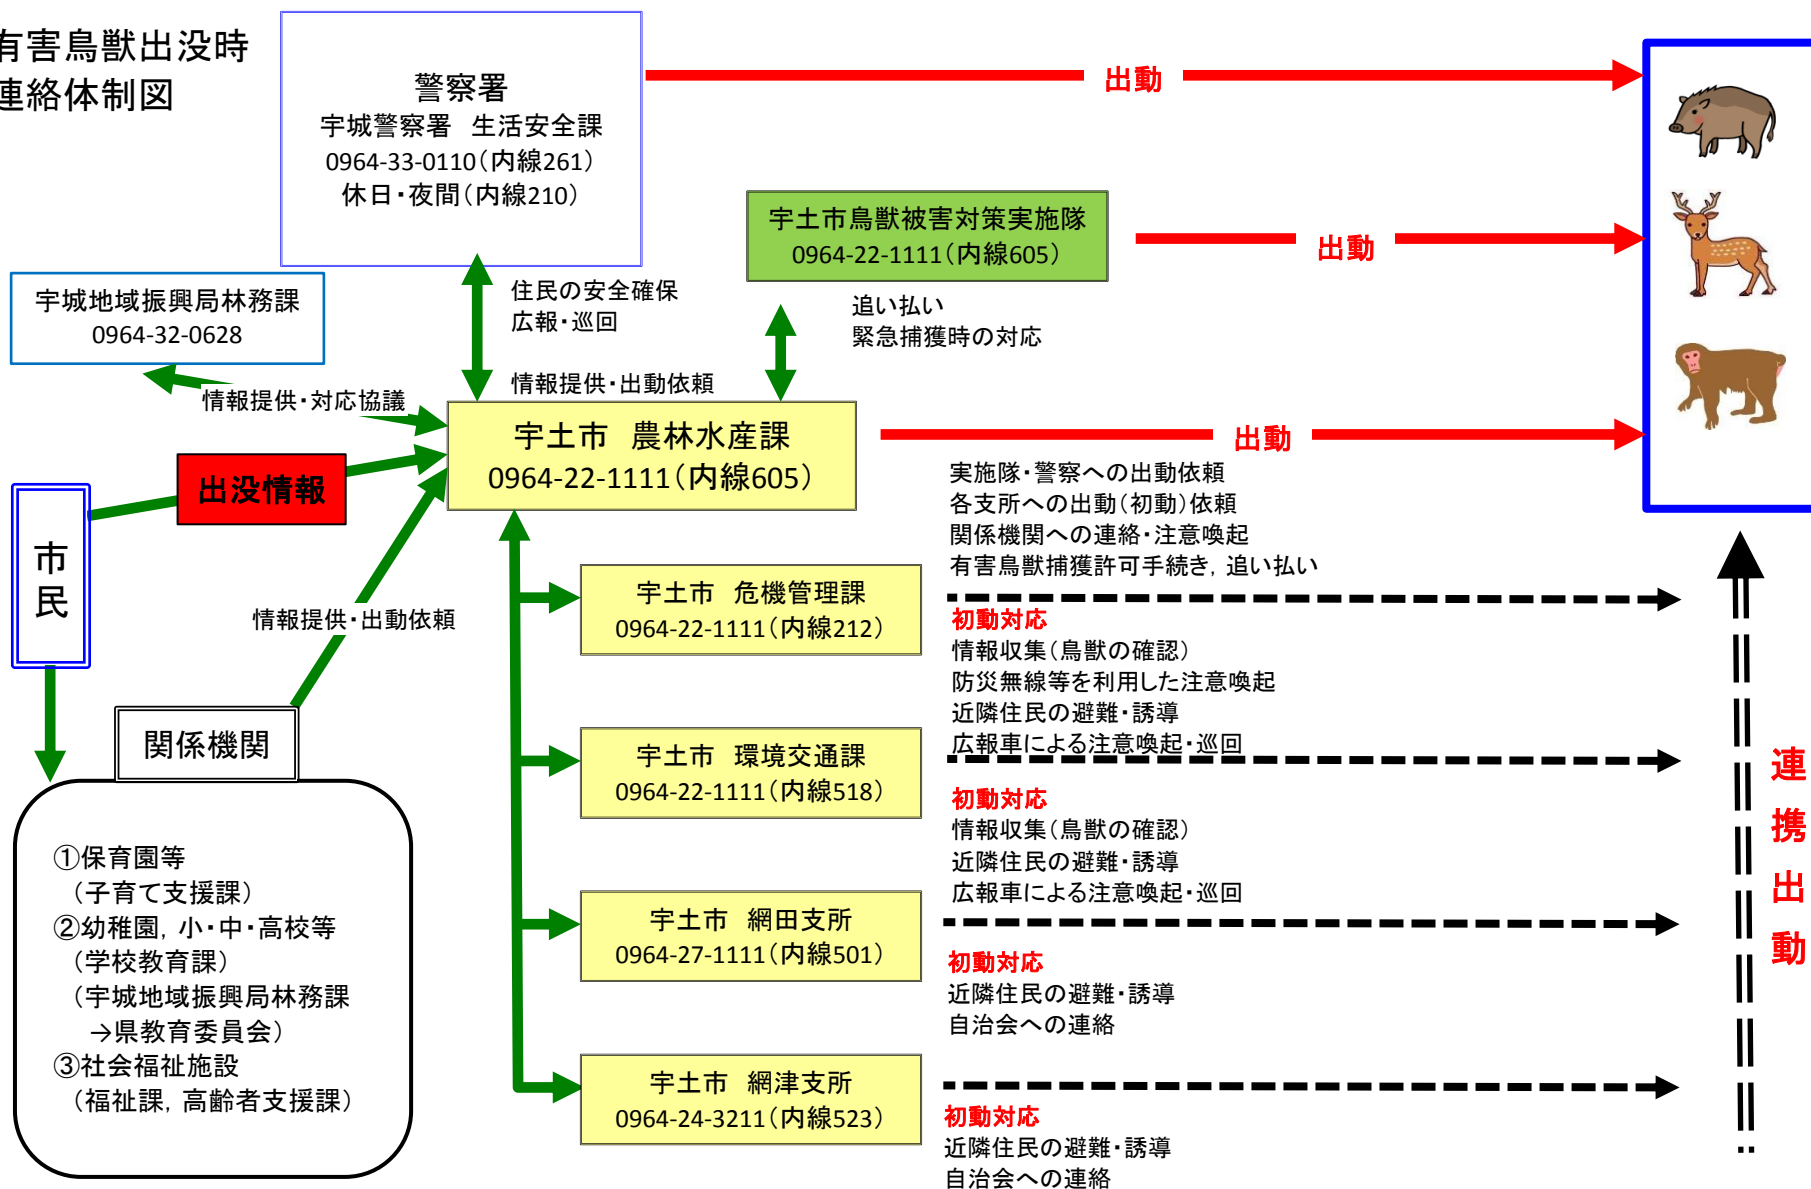 有害鳥獣出没時
連絡体制図
警察署
宇城警察署　生活安全課
0964-33-0110（内線261）
休日・夜間（内線210）
出動
宇土市鳥獣被害対策実施隊
0964-22-1111（内線605）
出動
宇城地域振興局林務課
0964-32-0628
住民の安全確保
広報・巡回
追い払い
緊急捕獲時の対応
情報提供・対応協議
情報提供・出動依頼
宇土市　農林水産課
0964-22-1111（内線605）
出動
出没情報
市民
実施隊・警察への出動依頼
各支所への出動（初動）依頼
関係機関への連絡・注意喚起
有害鳥獣捕獲許可手続き，追い払い
情報提供・出動依頼
宇土市　危機管理課
0964-22-1111（内線212）
初動対応
情報収集（鳥獣の確認）
防災無線等を利用した注意喚起
近隣住民の避難・誘導
広報車による注意喚起・巡回
関係機関
宇土市　環境交通課
0964-22-1111（内線518）
初動対応
情報収集（鳥獣の確認）
近隣住民の避難・誘導
広報車による注意喚起・巡回
①保育園等
（子育て支援課）
②幼稚園，小・中・高校等
（学校教育課）
（宇城地域振興局林務課
→県教育委員会）
③社会福祉施設
（福祉課，高齢者支援課）
宇土市　網田支所
0964-27-1111（内線501）
初動対応
近隣住民の避難・誘導
自治会への連絡
宇土市　網津支所
0964-24-3211（内線523）
初動対応
近隣住民の避難・誘導
自治会への連絡
連携出動